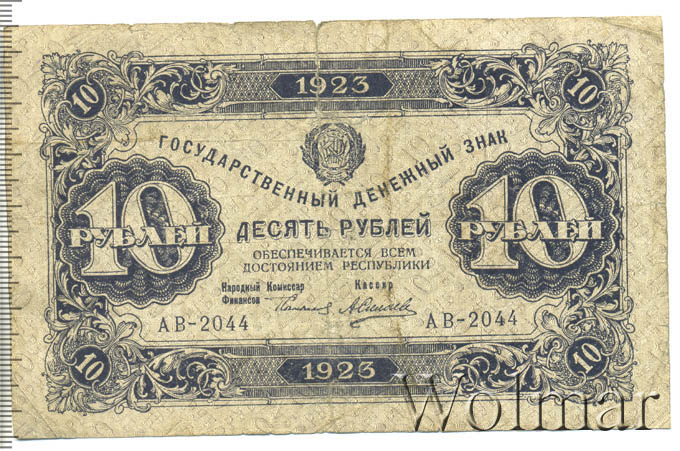 1923
10 10
ГОСУДАРСТВЕННЫЙ ДЕНЕЖНЫЙ ЗНАК
10 10
РУБЛЕЙ РУБЛЕЙ
ДЕСЯТЬ РУБЛЕЙ
ОБЕСПЕЧИВАЕТСЯ ВСЕМ
ДОСТОЯНИЕМ РЕСПУБЛИКИ
Народный Комиссар Кассир
Финансов
АВ-2044 АВ-2044
10 10
1923
Wolmar